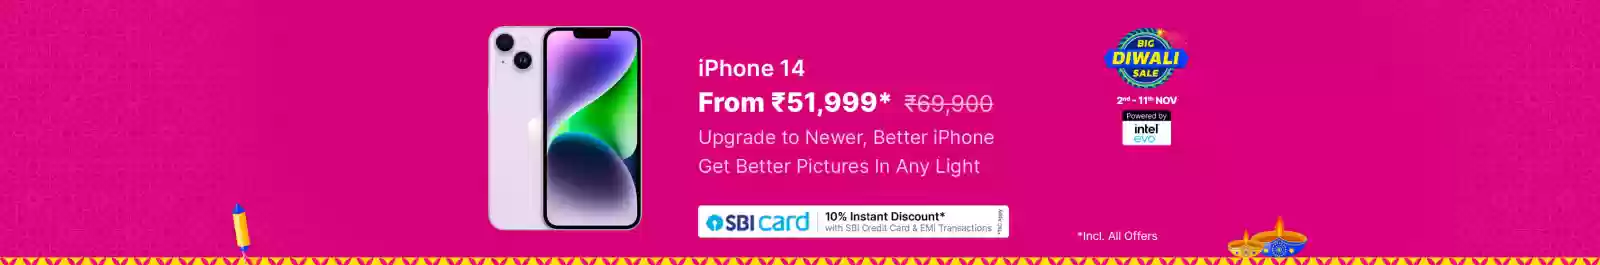 iPhone 14
From ₹51,999* ₹69,900
Upgrade to Newer, Better iPhone
Get Better Pictures In Any Light
SBI card
10% Instant Discount*
with SBI Credit Card & EMI Transactions
*T&C Apply
BIG
DIWALI
SALE
2nd - 11th NOV
Powered by
intel
evo
*Incl. All Offers